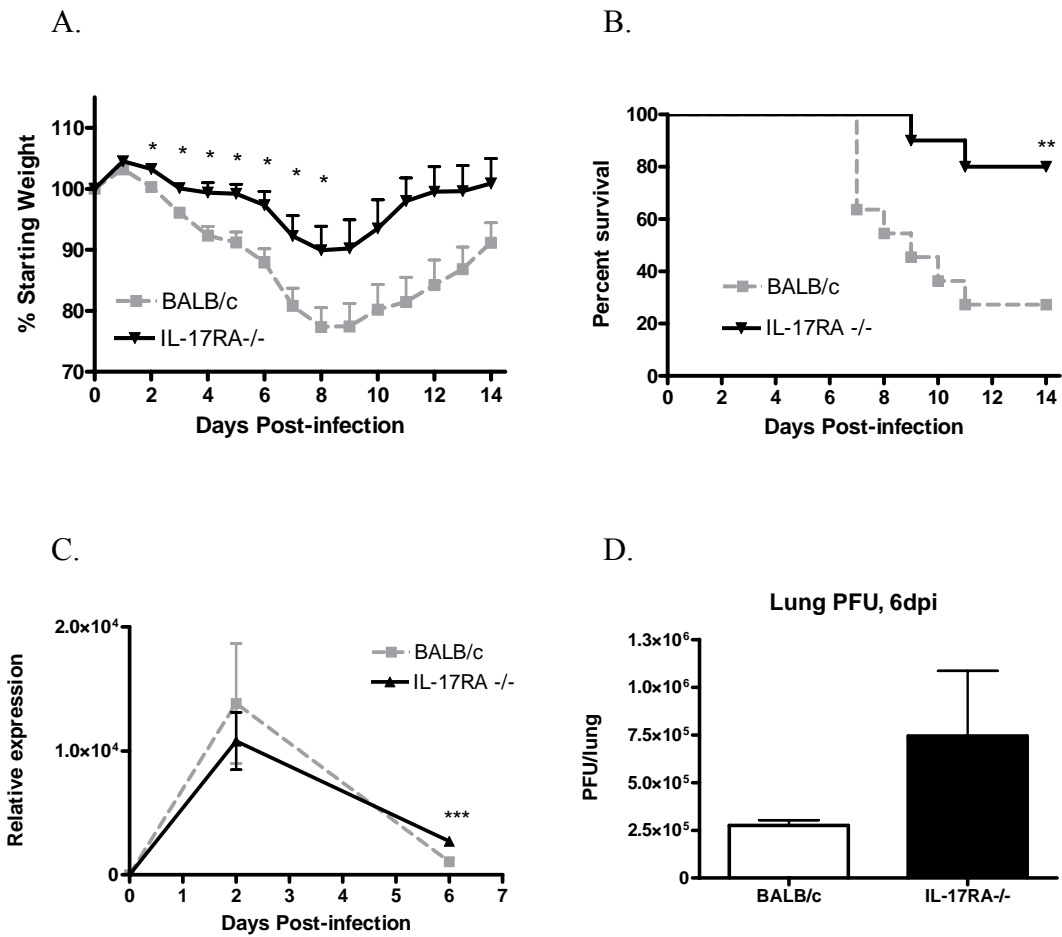 A.
% Starting Weight
110
100
90
80
70
* * * * * * *
BALB/c
IL-17RA-/-
0 2 4 6 8 10 12 14
Days Post-infection
B.
Percent survival
100
80
60
40
20
0
**
BALB/c
IL-17RA -/-
0 2 4 6 8 10 12 14
Days Post-infection
C.
Relative expression
2.0×10⁴
1.0×10⁴
0
BALB/c
IL-17RA -/-
***
0 1 2 3 4 5 6 7
Days Post-infection
D.
Lung PFU, 6dpi
PFU/lung
1.3×10⁶
1.0×10⁶
7.5×10⁵
5.0×10⁵
2.5×10⁵
0
BALB/c IL-17RA-/-